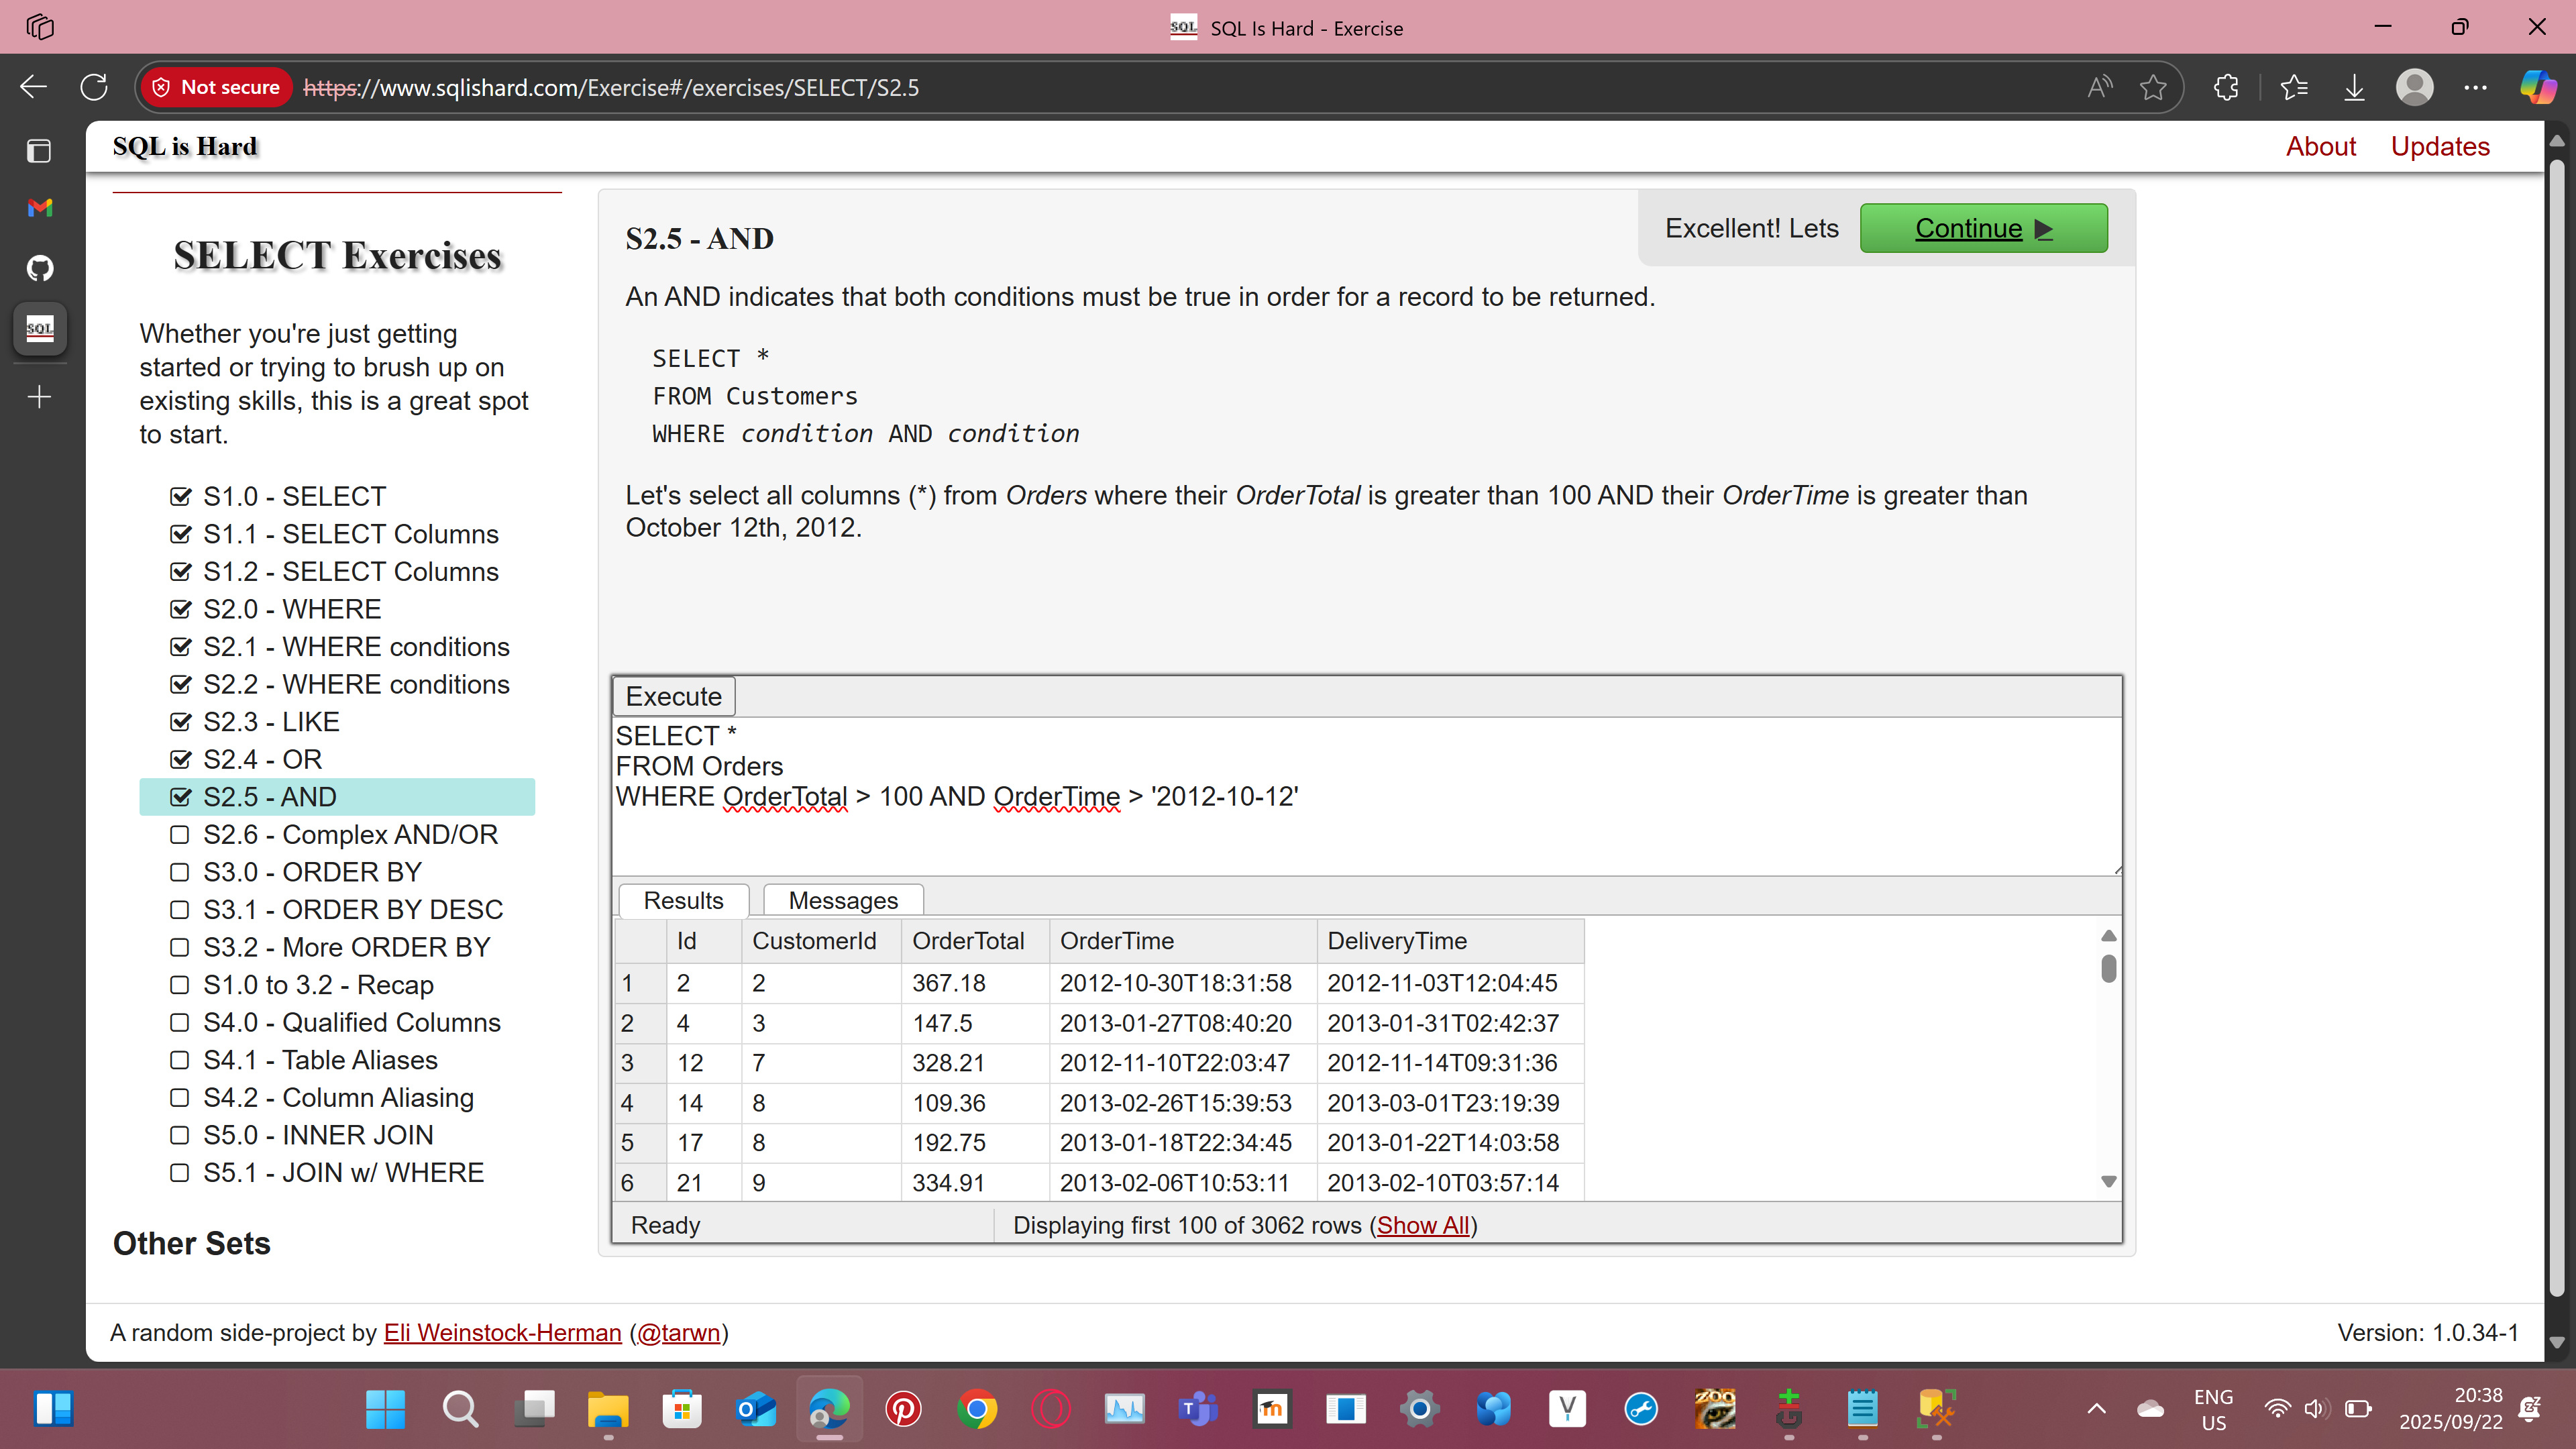 SQL SQL Is Hard - Exercise
Not secure https://www.sqlishard.com/Exercise#/exercises/SELECT/S2.5
SQL is Hard
About Updates
SELECT Exercises
Whether you're just getting
started or trying to brush up on
existing skills, this is a great spot
to start.
S1.0 - SELECT
S1.1 - SELECT Columns
S1.2 - SELECT Columns
S2.0 - WHERE
S2.1 - WHERE conditions
S2.2 - WHERE conditions
S2.3 - LIKE
S2.4 - OR
S2.5 - AND
S2.6 - Complex AND/OR
S3.0 - ORDER BY
S3.1 - ORDER BY DESC
S3.2 - More ORDER BY
S1.0 to 3.2 - Recap
S4.0 - Qualified Columns
S4.1 - Table Aliases
S4.2 - Column Aliasing
S5.0 - INNER JOIN
S5.1 - JOIN w/ WHERE
Other Sets
S2.5 - AND
Excellent! Lets Continue
An AND indicates that both conditions must be true in order for a record to be returned.
SELECT *
FROM Customers
WHERE condition AND condition
Let's select all columns (*) from Orders where their OrderTotal is greater than 100 AND their OrderTime is greater than
October 12th, 2012.
Execute
SELECT *
FROM Orders
WHERE OrderTotal > 100 AND OrderTime > '2012-10-12'
Results Messages
Id CustomerId OrderTotal OrderTime DeliveryTime
1 2 2 367.18 2012-10-30T18:31:58 2012-11-03T12:04:45
2 4 3 147.5 2013-01-27T08:40:20 2013-01-31T02:42:37
3 12 7 328.21 2012-11-10T22:03:47 2012-11-14T09:31:36
4 14 8 109.36 2013-02-26T15:39:53 2013-03-01T23:19:39
5 17 8 192.75 2013-01-18T22:34:45 2013-01-22T14:03:58
6 21 9 334.91 2013-02-06T10:53:11 2013-02-10T03:57:14
Ready Displaying first 100 of 3062 rows (Show All)
A random side-project by Eli Weinstock-Herman (@tarwn)
Version: 1.0.34-1
ENG
US
20:38
2025/09/22